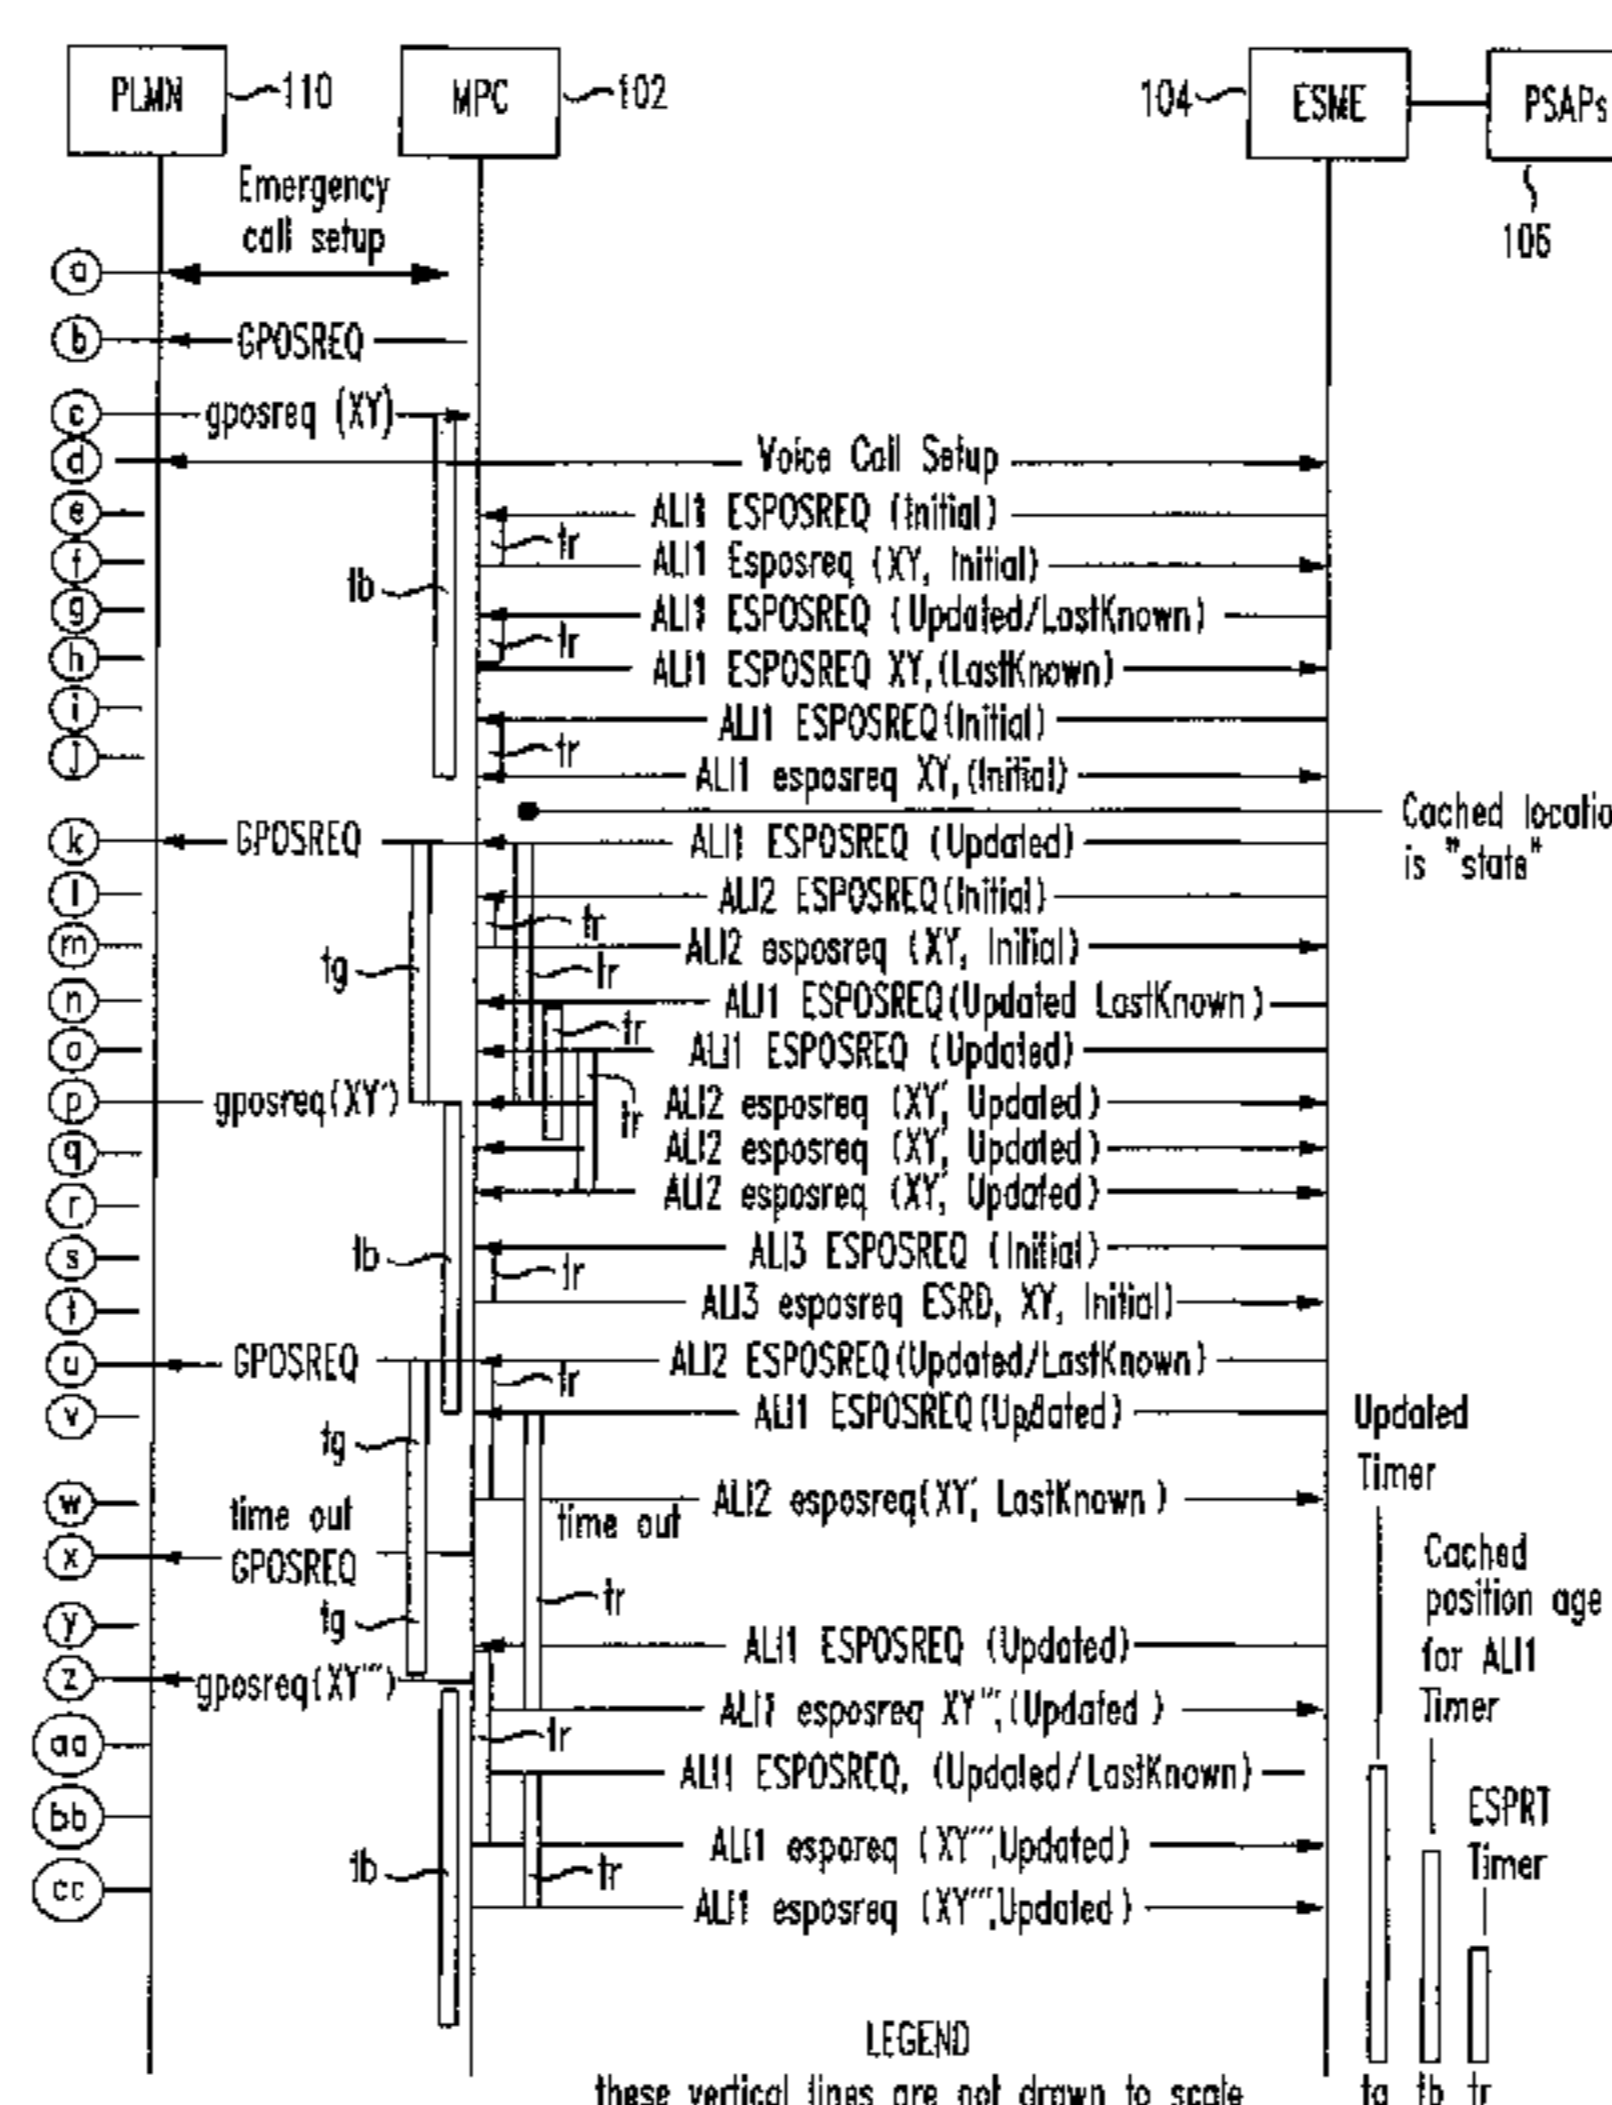 PLMN 110 MPC 102 104 ESME PSAPs
106
Emergency
call setup
a
b GPOSREQ
c gposreq (XY)
d Voice Call Setup
e ALI1 ESPOSREQ (Initial)
tr
f ALI1 Esposreq (XY, Initial)
tb
g ALI1 ESPOSREQ (Updated/LastKnown)
tr
h ALI1 ESPOSREQ XY,(LastKnown)
i ALI1 ESPOSREQ(Initial)
tr
j ALI1 esposreq XY,(Initial)
Cached locatio
is "state"
k GPOSREQ ALI1 ESPOSREQ (Updated)
l ALI2 ESPOSREQ(Initial)
tr
m ALI2 esposreq (XY, Initial)
tg tr
n ALI1 ESPOSREQ(Updated LastKnown)
tr
o ALI1 ESPOSREQ (Updated)
p gposreq(XY') tr ALI2 esposreq (XY', Updated)
q ALI2 esposreq (XY', Updated)
r ALI2 esposreq (XY', Updated)
s ALI3 ESPOSREQ (Initial)
tb tr
t ALI3 esposreq ESRD, XY, Initial)
u GPOSREQ ALI2 ESPOSREQ(Updated/LastKnown)
tr
v ALI1 ESPOSREQ(Updated)
tg
Updated
Timer
w ALI2 esposreq(XY', LastKnown)
time out time out
x GPOSREQ
Cached
position age
for ALI1
Timer
tr
y tg ALI1 ESPOSREQ (Updated)
z gposreq(XY''')
ALI1 esposreq XY''',(Updated)
aa tr
ALI1 ESPOSREQ, (Updated/LastKnown)
bb ALI1 esporeq (XY''',Updated)
ESPRT
Timer
tb tr
cc ALI1 esposreq (XY''',Updated)
LEGEND
these vertical lines are not drawn to scale
tg tb tr